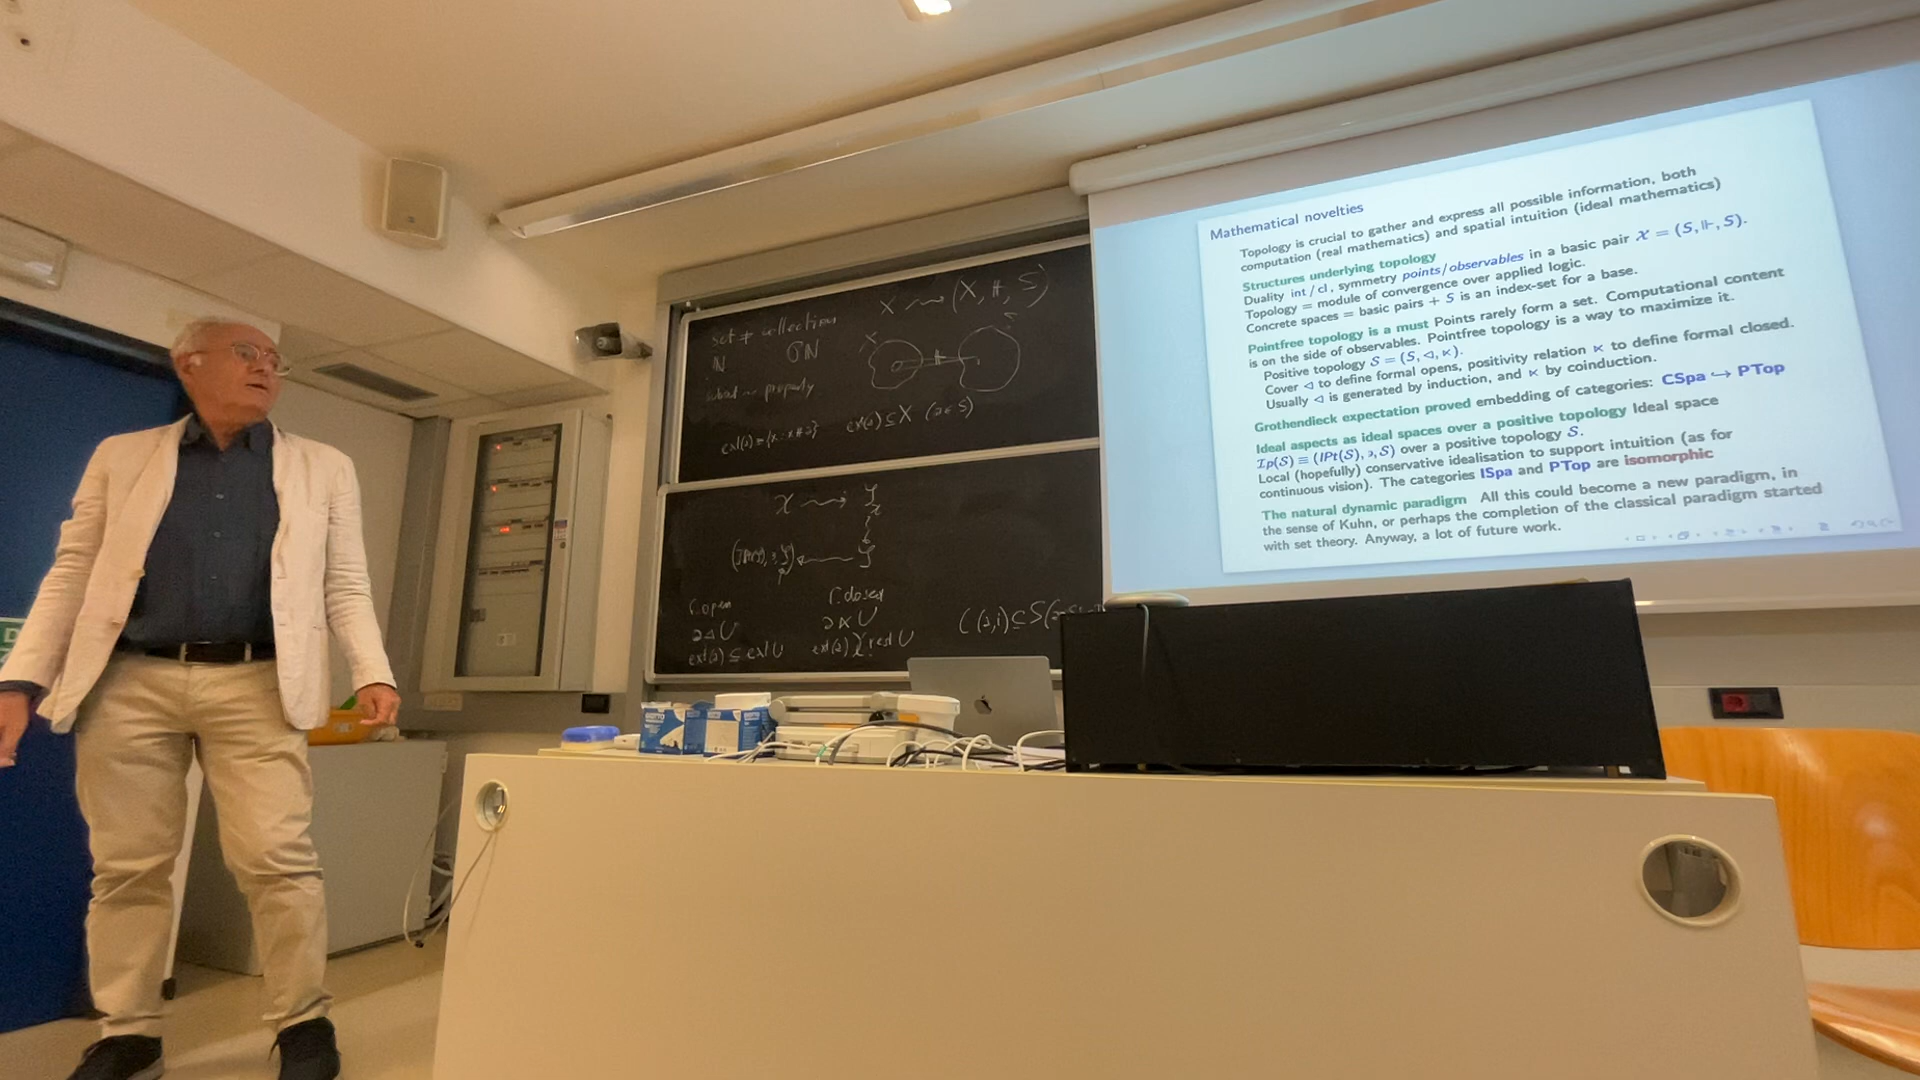 set ≠ collections
X ⇝ (X, ⊩, S)
X
S
⊩
what ~ property
ext(a) ≡ {x : x ⊩ a}
ext(a) ⊆ X (a ∈ S)
r. open
r. closed
a ◁ U
a ⋉ U
ext(a) ⊆ ext U
ext(a) ≬ rest U
Mathematical novelties
Topology is crucial to gather and express all possible information, both
computation (real mathematics) and spatial intuition (ideal mathematics)
Structures underlying topology
Duality int / cl , symmetry points/observables in a basic pair X = (S, ⊩, S).
Topology = module of convergence over applied logic.
Concrete spaces = basic pairs + S is an index-set for a base.
Pointfree topology is a must Points rarely form a set. Computational content
is on the side of observables. Pointfree topology is a way to maximize it.
Positive topology S = (S, ◁, ⋉).
Cover ◁ to define formal opens, positivity relation ⋉ to define formal closed.
Usually ◁ is generated by induction, and ⋉ by coinduction.
Grothendieck expectation proved embedding of categories: CSpa ↪ PTop
Ideal aspects as ideal spaces over a positive topology Ideal space
Ip(S) ≡ (IPt(S), ∍, S) over a positive topology S.
Local (hopefully) conservative idealisation to support intuition (as for
continuous vision). The categories ISpa and PTop are isomorphic
The natural dynamic paradigm All this could become a new paradigm, in
the sense of Kuhn, or perhaps the completion of the classical paradigm started
with set theory. Anyway, a lot of future work.